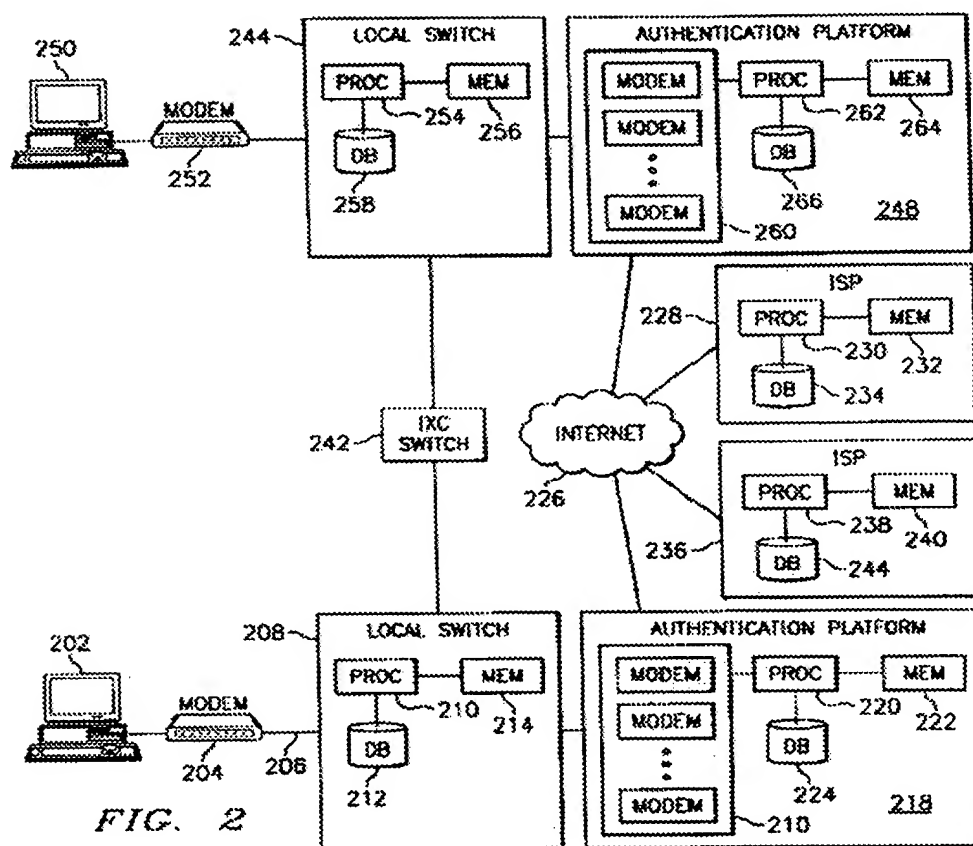 244
LOCAL SWITCH
AUTHENTICATION PLATFORM
250
MODEM
252
PROC
254
MEM
256
DB
258
MODEM
MODEM
MODEM
260
PROC
262
MEM
264
DB
266
248
ISP
228
PROC
230
MEM
232
DB
234
242
IXC
SWITCH
INTERNET
226
ISP
PROC
238
MEM
240
236
DB
244
208
LOCAL SWITCH
AUTHENTICATION PLATFORM
202
MODEM
204
206
PROC
210
MEM
214
DB
212
MODEM
MODEM
MODEM
210
PROC
220
MEM
222
DB
224
218
FIG. 2